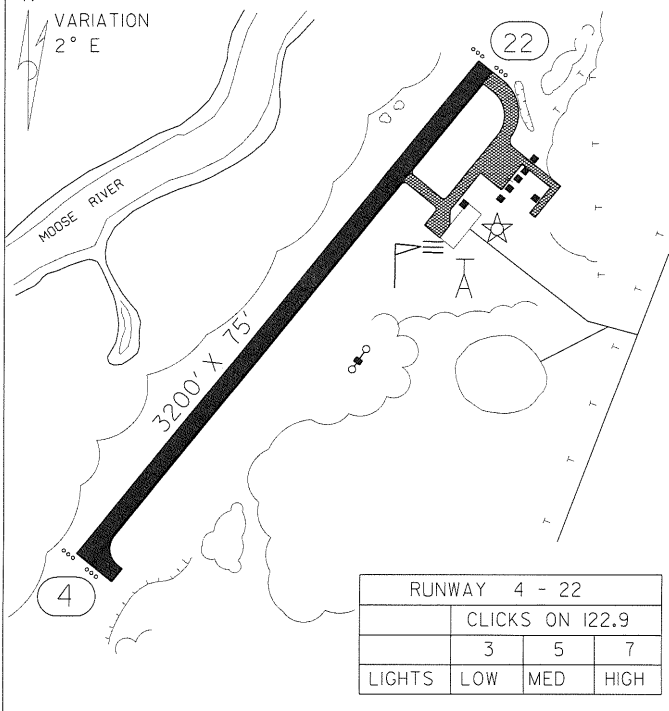 VARIATION
2° E
22
MOOSE RIVER
3200' X 75'
4
RUNWAY 4 - 22
CLICKS ON 122.9
3 5 7
LIGHTS LOW MED HIGH